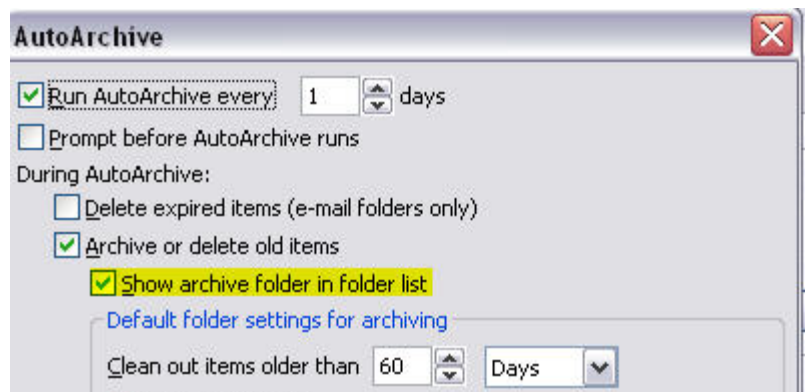 AutoArchive
Run AutoArchive every 1 days
Prompt before AutoArchive runs
During AutoArchive:
Delete expired items (e-mail folders only)
Archive or delete old items
Show archive folder in folder list
Default folder settings for archiving
Clean out items older than 60 Days